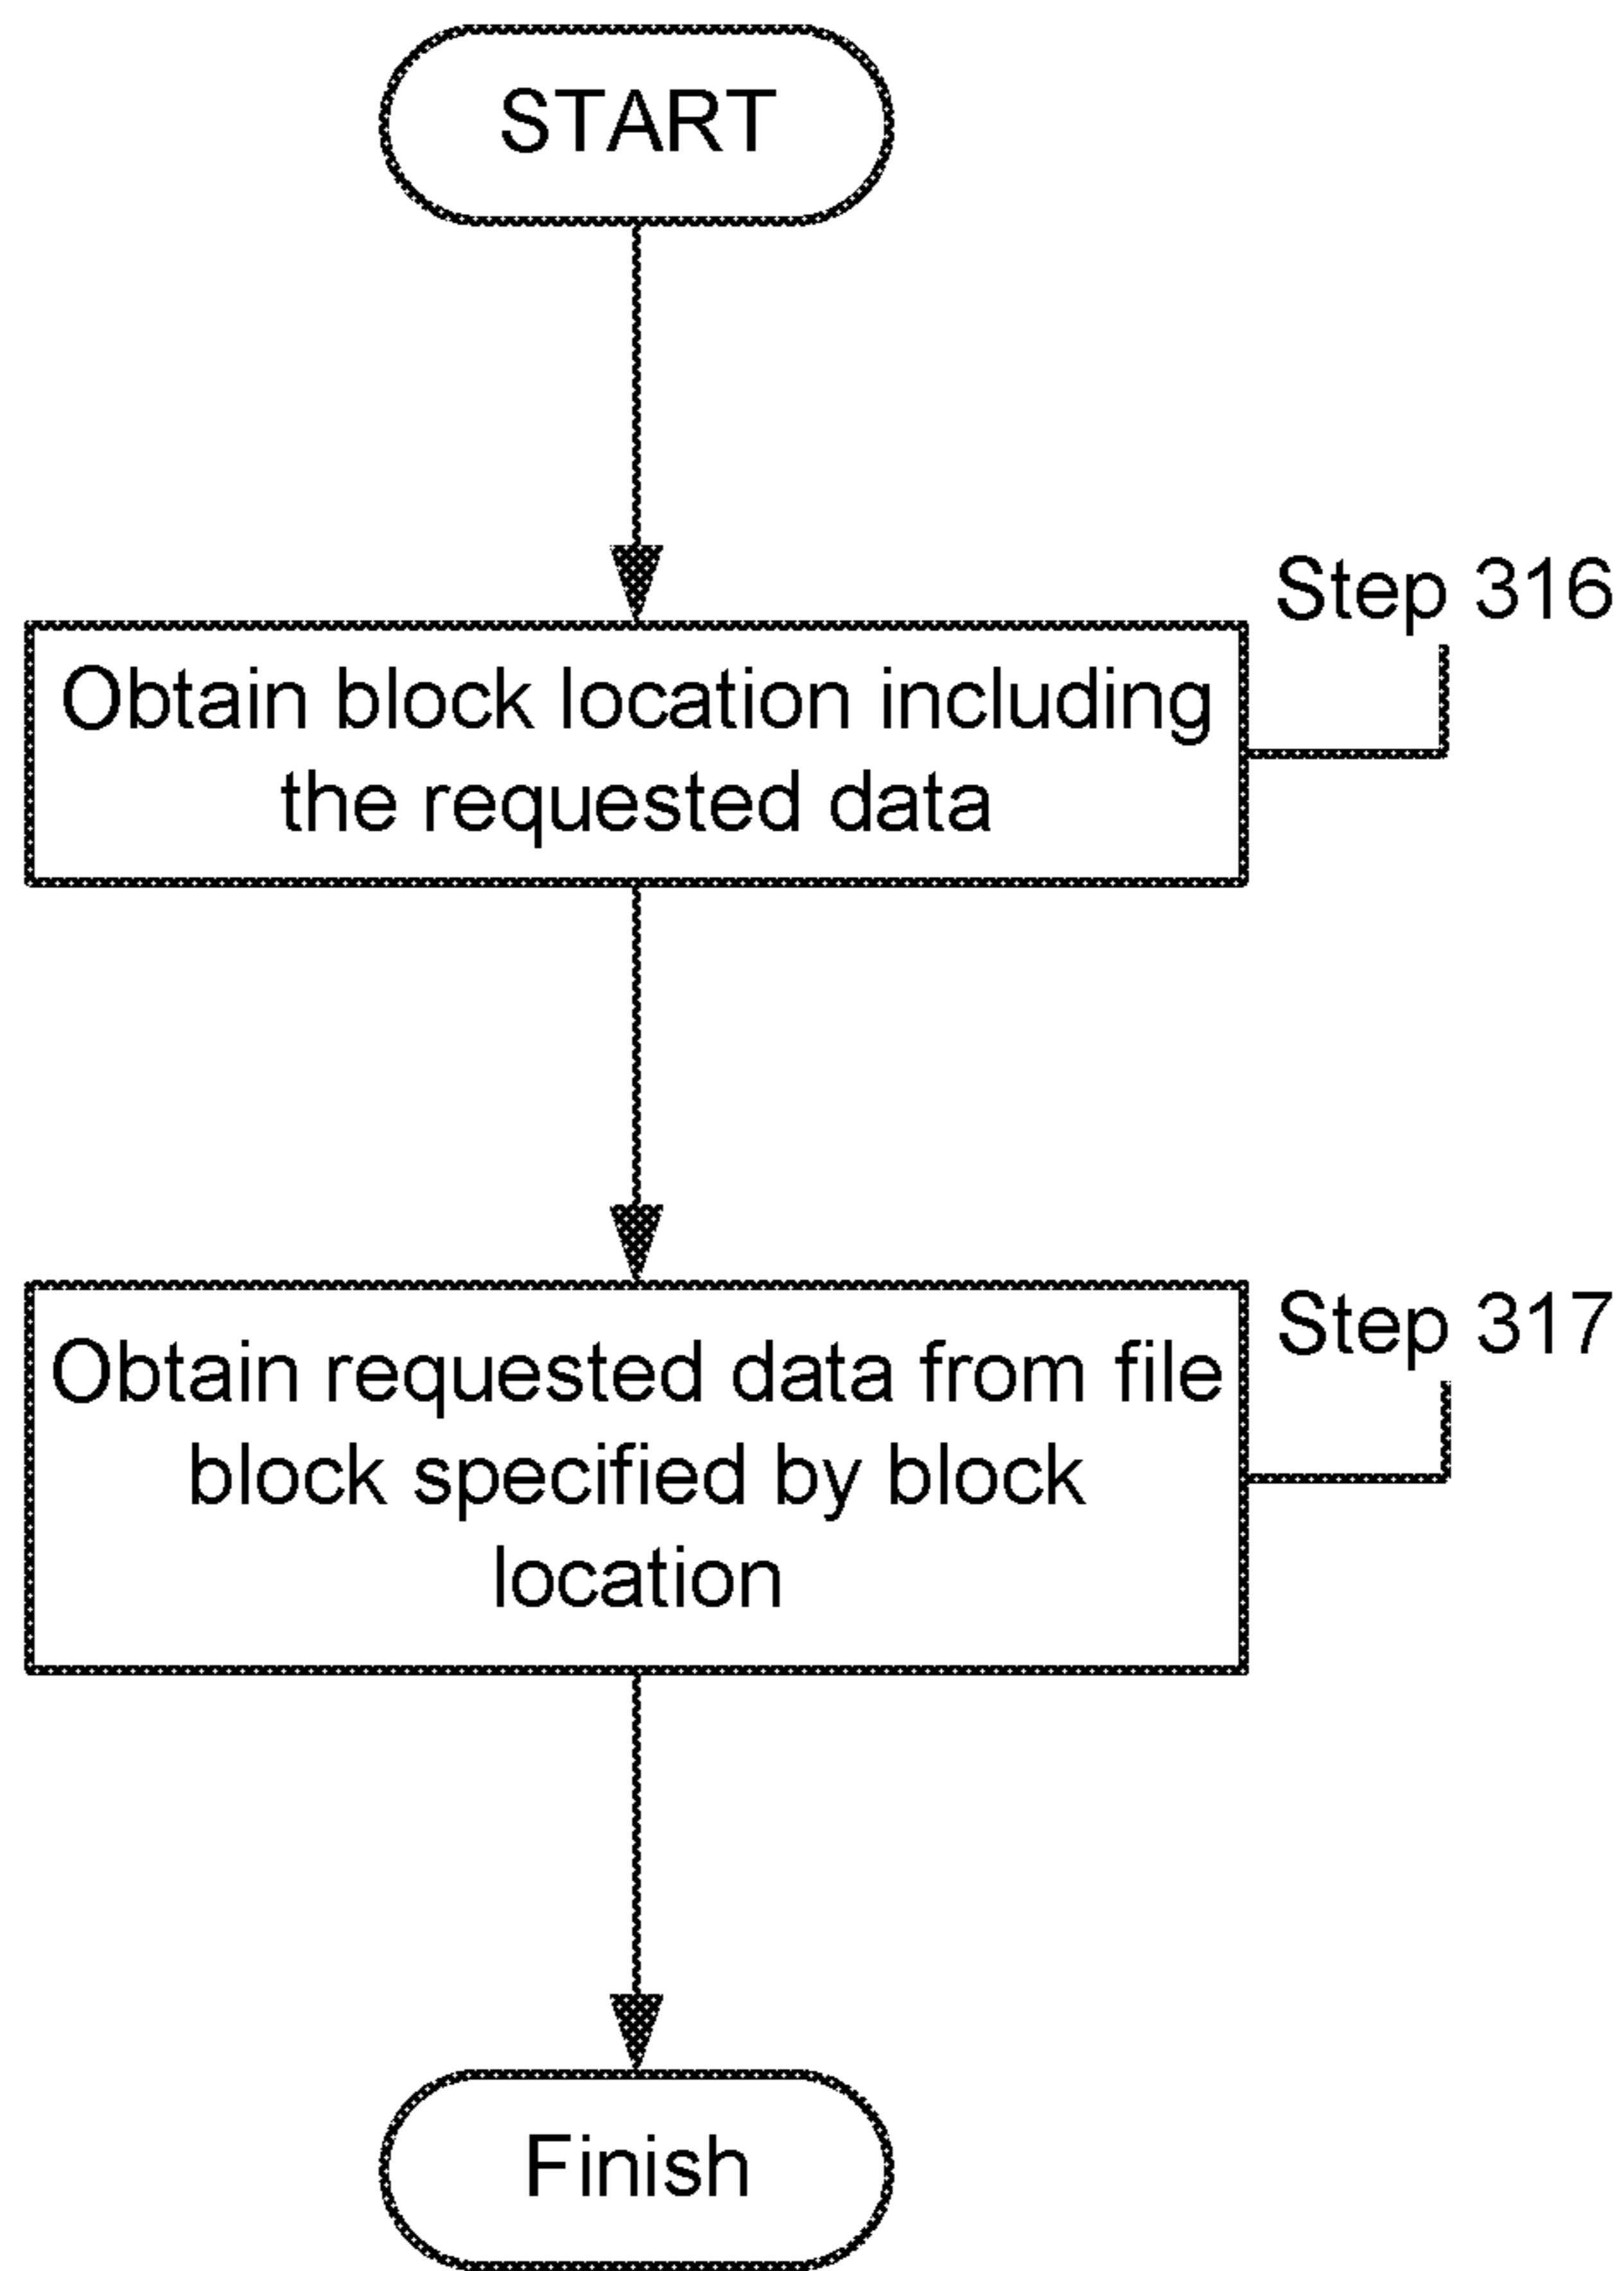 START
Step 316
Obtain block location including
the requested data
Step 317
Obtain requested data from file
block specified by block
location
Finish